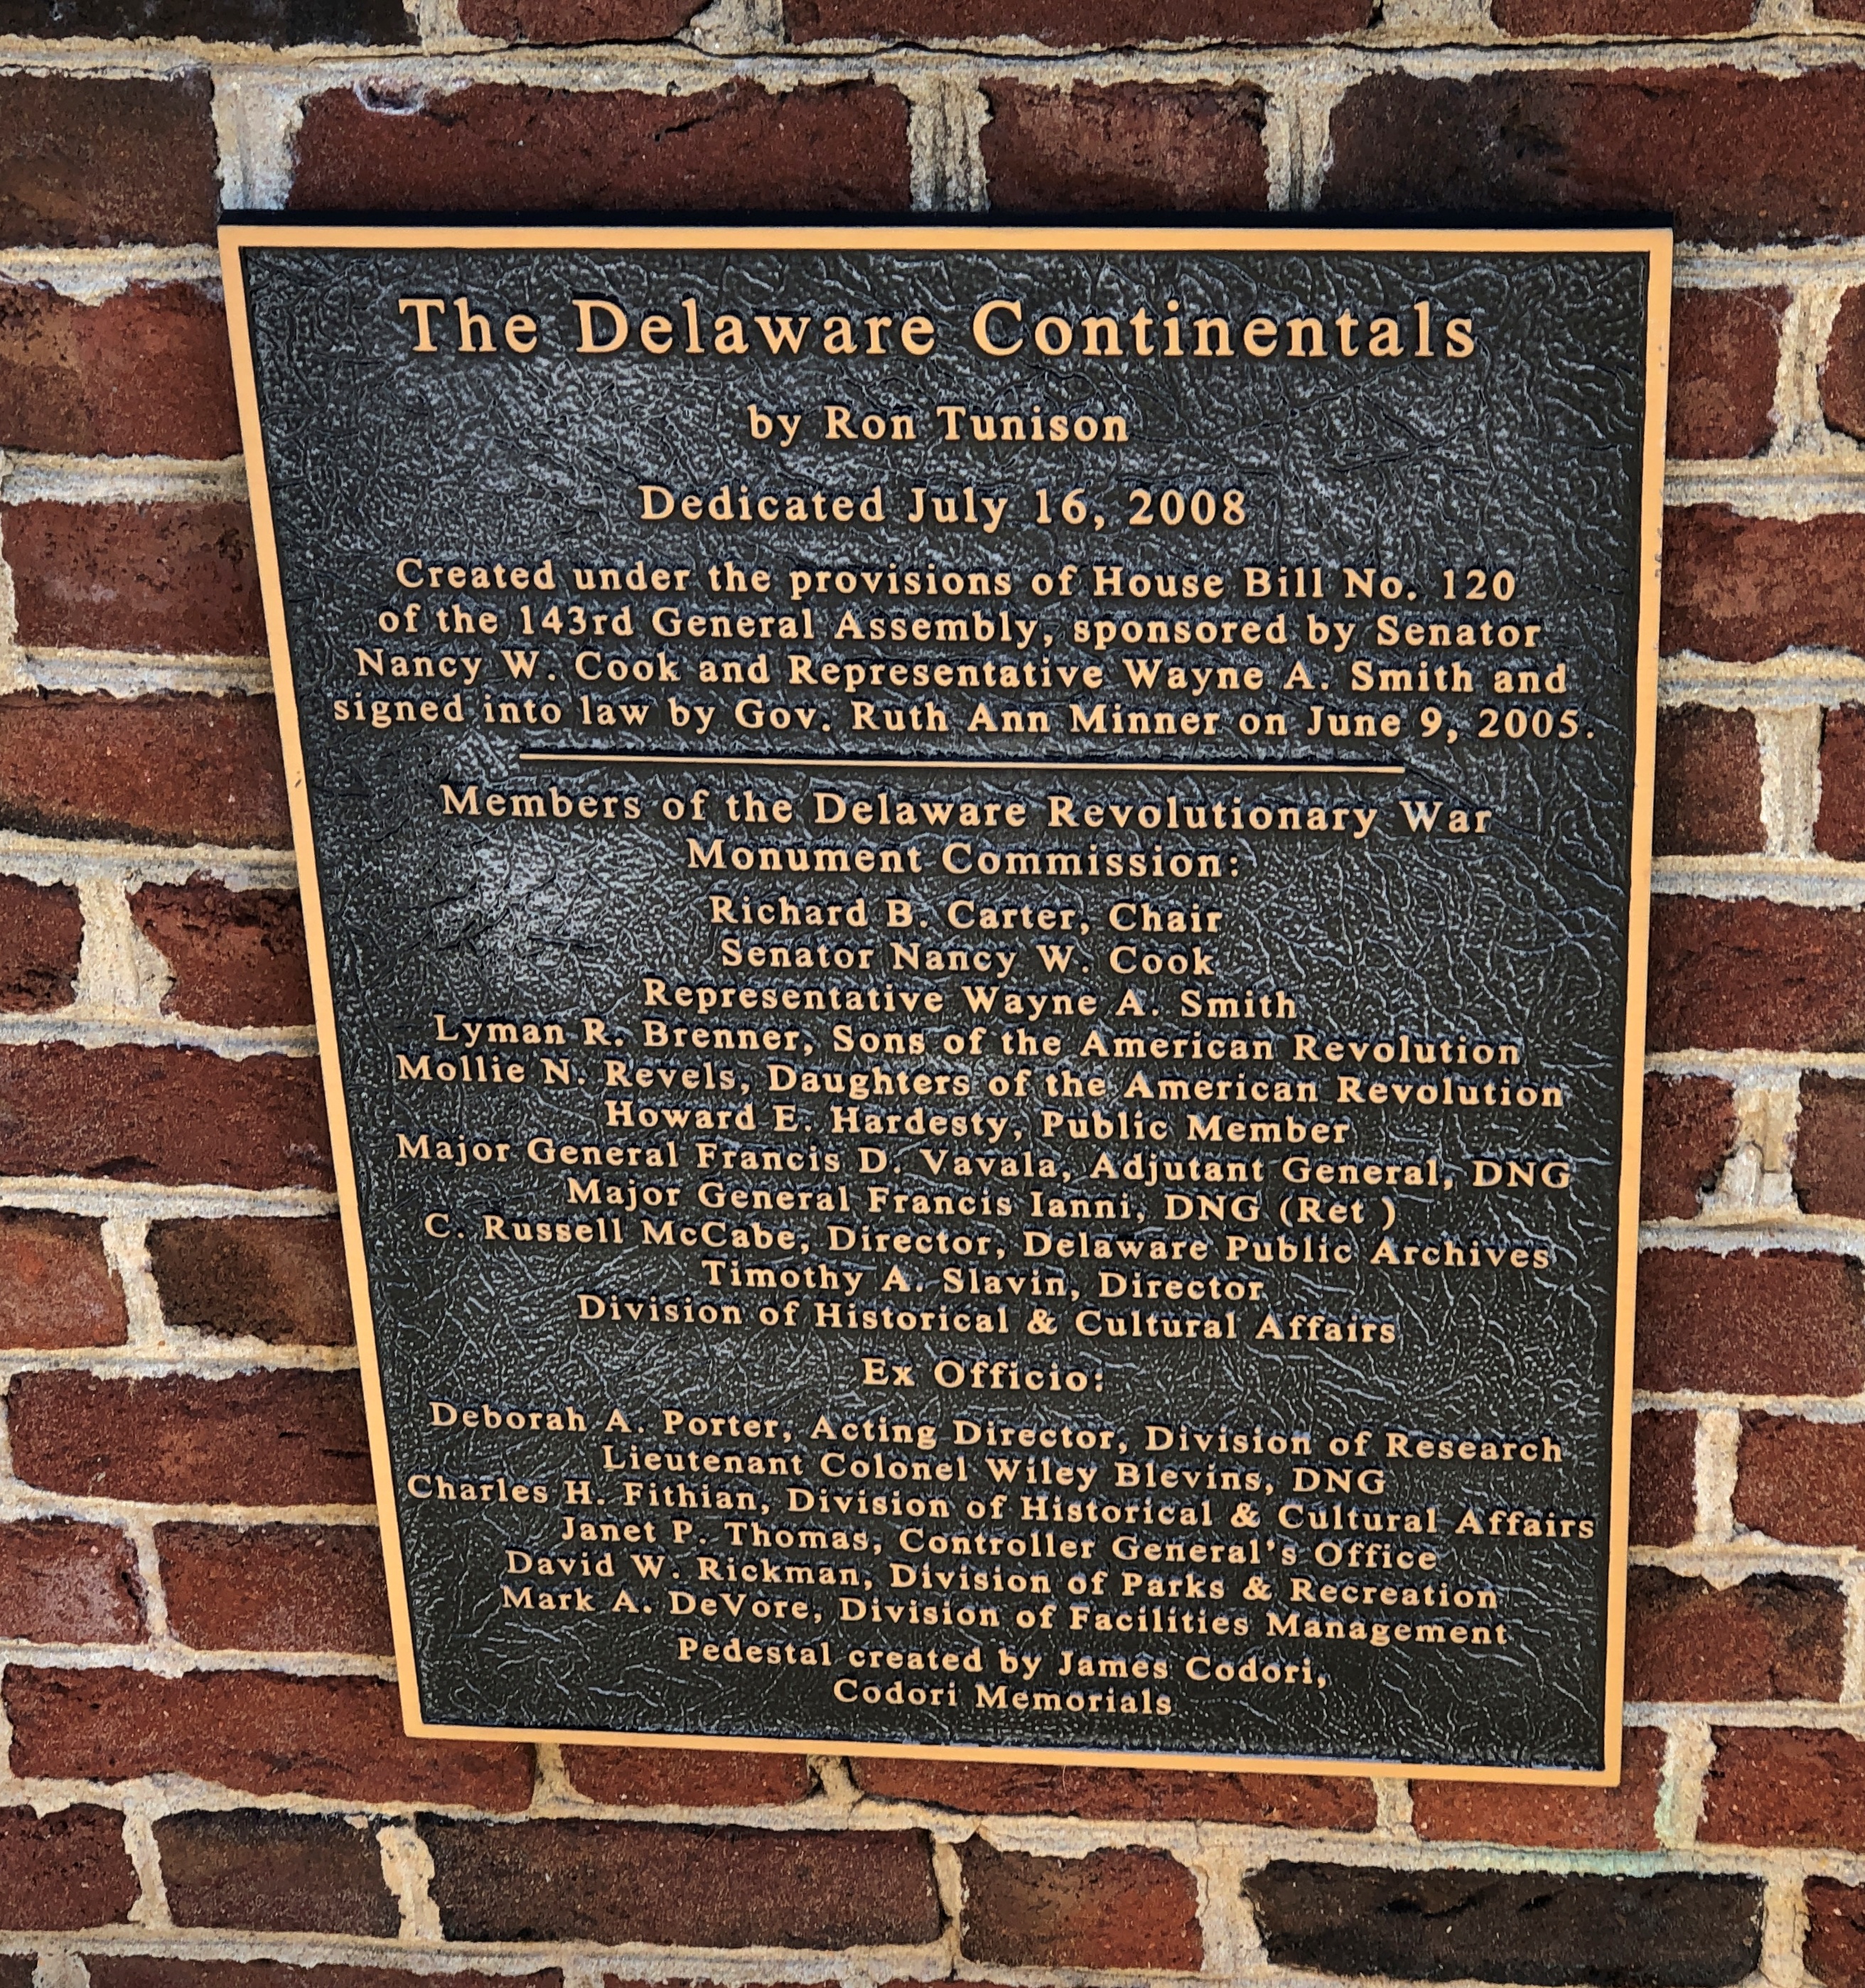 The Delaware Continentals
by Ron Tunison
Dedicated July 16, 2008
Created under the provisions of House Bill No. 120
of the 143rd General Assembly, sponsored by Senator
Nancy W. Cook and Representative Wayne A. Smith and
signed into law by Gov. Ruth Ann Minner on June 9, 2005.
Members of the Delaware Revolutionary War
Monument Commission:
Richard B. Carter, Chair
Senator Nancy W. Cook
Representative Wayne A. Smith
Lyman R. Brenner, Sons of the American Revolution
Mollie N. Revels, Daughters of the American Revolution
Howard E. Hardesty, Public Member
Major General Francis D. Vavala, Adjutant General, DNG
Major General Francis Ianni, DNG (Ret )
C. Russell McCabe, Director, Delaware Public Archives
Timothy A. Slavin, Director
Division of Historical & Cultural Affairs
Ex Officio:
Deborah A. Porter, Acting Director, Division of Research
Lieutenant Colonel Wiley Blevins, DNG
Charles H. Fithian, Division of Historical & Cultural Affairs
Janet P. Thomas, Controller General's Office
David W. Rickman, Division of Parks & Recreation
Mark A. DeVore, Division of Facilities Management
Pedestal created by James Codori,
Codori Memorials